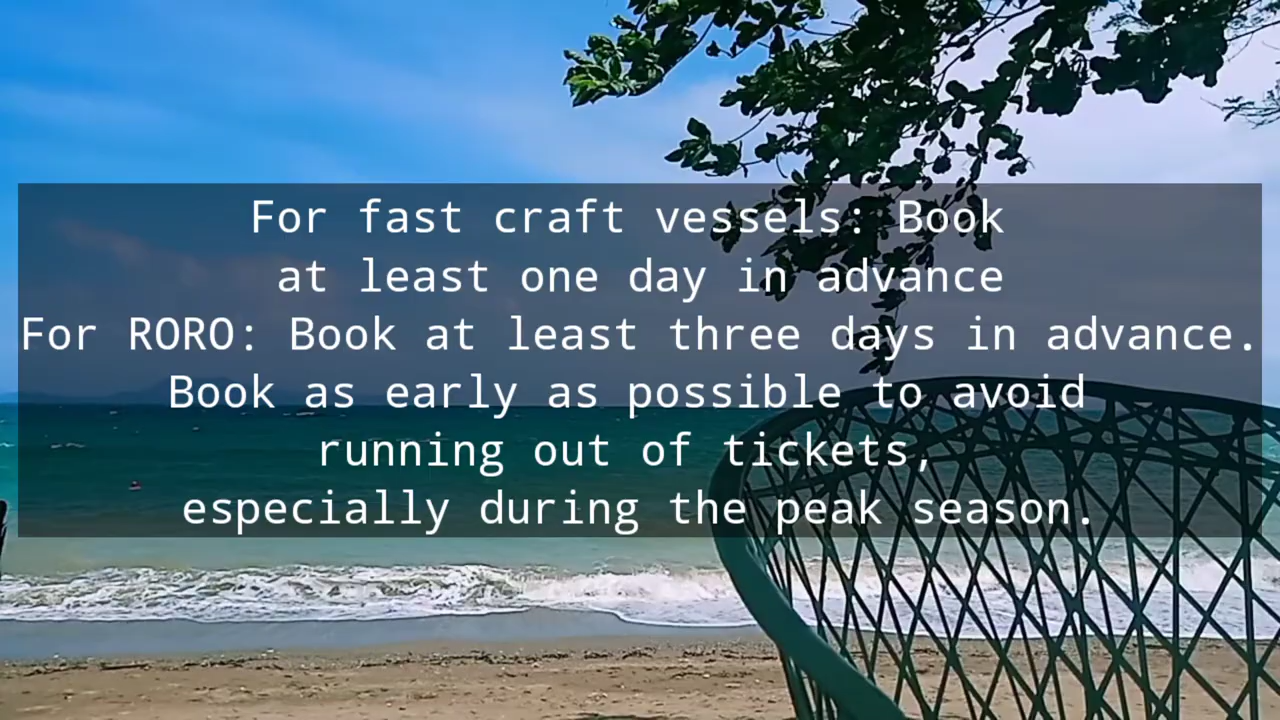 For fast craft vessels: Book
at least one day in advance
For RORO: Book at least three days in advance.
Book as early as possible to avoid
running out of tickets,
especially during the peak season.